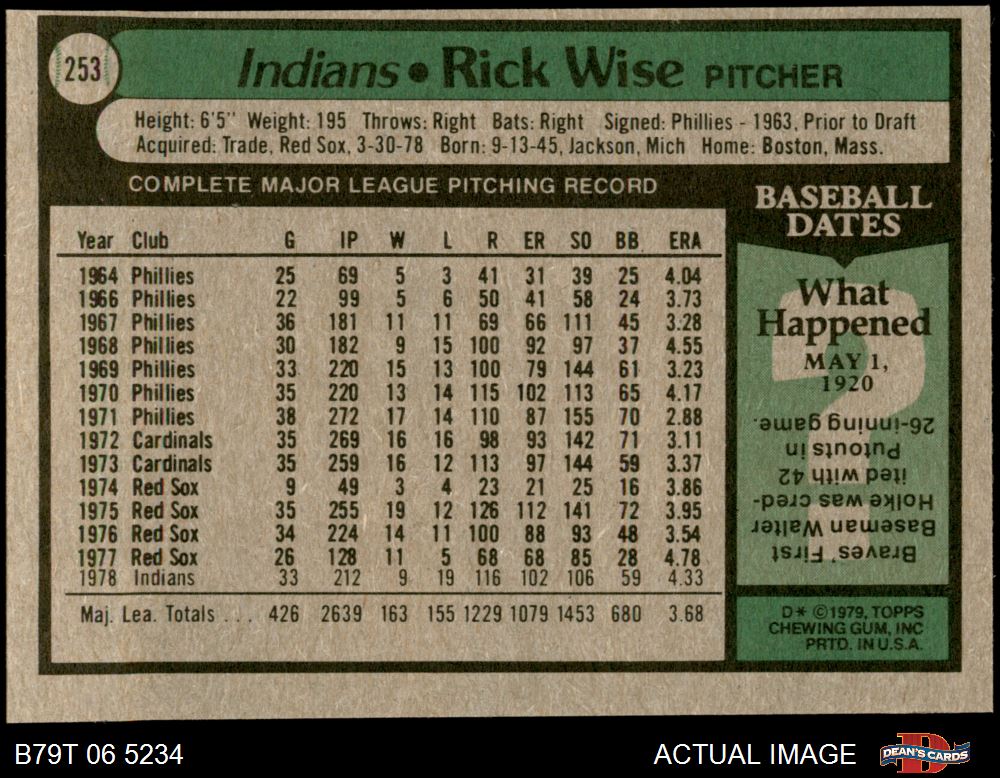 253
Indians • Rick Wise PITCHER
Height: 6'5" Weight: 195 Throws: Right Bats: Right Signed: Phillies - 1963, Prior to Draft
Acquired: Trade, Red Sox, 3-30-78 Born: 9-13-45, Jackson, Mich Home: Boston, Mass.
COMPLETE MAJOR LEAGUE PITCHING RECORD
Year Club G IP W L R ER SO BB ERA
1964 Phillies 25 69 5 3 41 31 39 25 4.04
1966 Phillies 22 99 5 6 50 41 58 24 3.73
1967 Phillies 36 181 11 11 69 66 111 45 3.28
1968 Phillies 30 182 9 15 100 92 97 37 4.55
1969 Phillies 33 220 15 13 100 79 144 61 3.23
1970 Phillies 35 220 13 14 115 102 113 65 4.17
1971 Phillies 38 272 17 14 110 87 155 70 2.88
1972 Cardinals 35 269 16 16 98 93 142 71 3.11
1973 Cardinals 35 259 16 12 113 97 144 59 3.37
1974 Red Sox 9 49 3 4 23 21 25 16 3.86
1975 Red Sox 35 255 19 12 126 112 141 72 3.95
1976 Red Sox 34 224 14 11 100 88 93 48 3.54
1977 Red Sox 26 128 11 5 68 68 85 28 4.78
1978 Indians 33 212 9 19 116 102 106 59 4.33
Maj. Lea. Totals . . . 426 2639 163 155 1229 1079 1453 680 3.68
BASEBALL
DATES
What
Happened
MAY 1,
1920
?
Braves' First
Baseman Walter
Holke was cred-
ited with 42
Putouts in
26-inning game.
D* ©1979, TOPPS
CHEWING GUM, INC
PRTD. IN U.S.A.
B79T 06 5234
ACTUAL IMAGE
D
DEAN'S CARDS